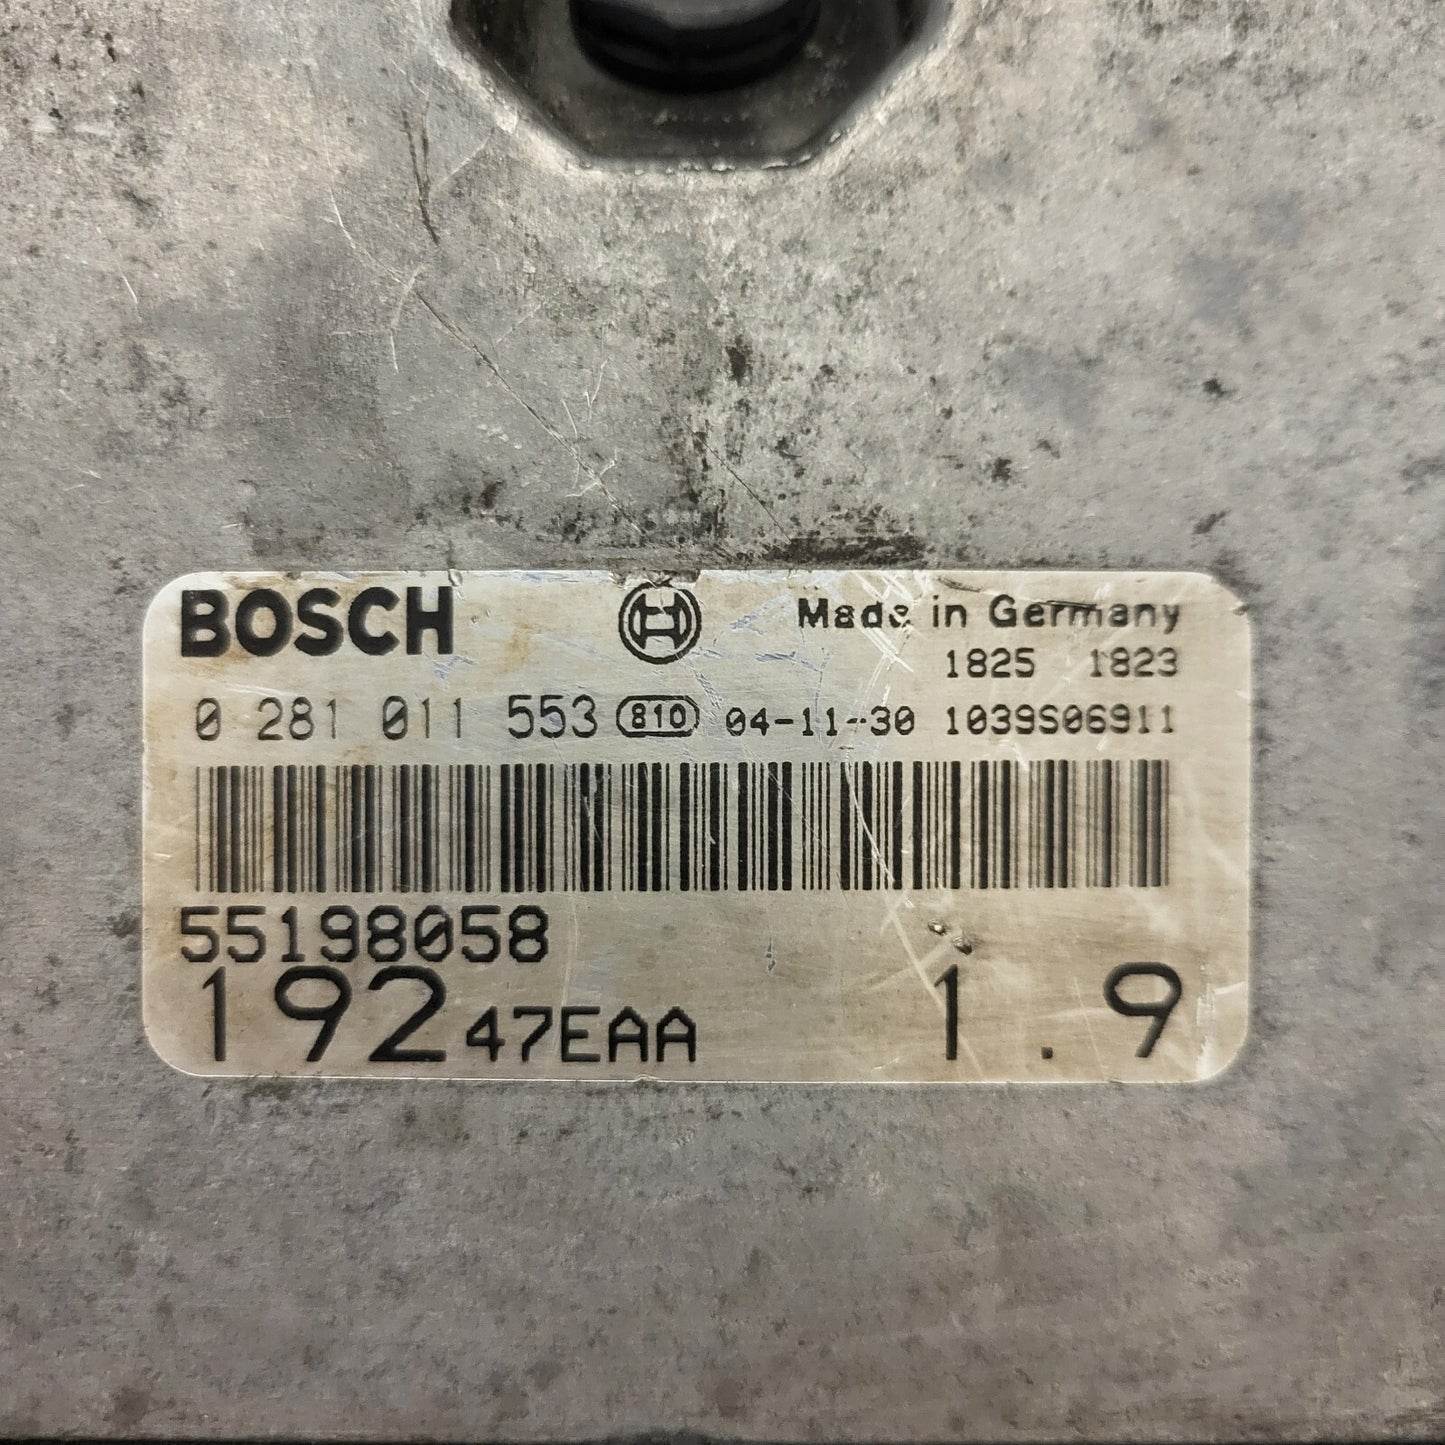 BOSCH Made in Germany
1825 1823
0 281 011 553 810 04-11-30 1039S06911
55198058
192 47EAA 1.9